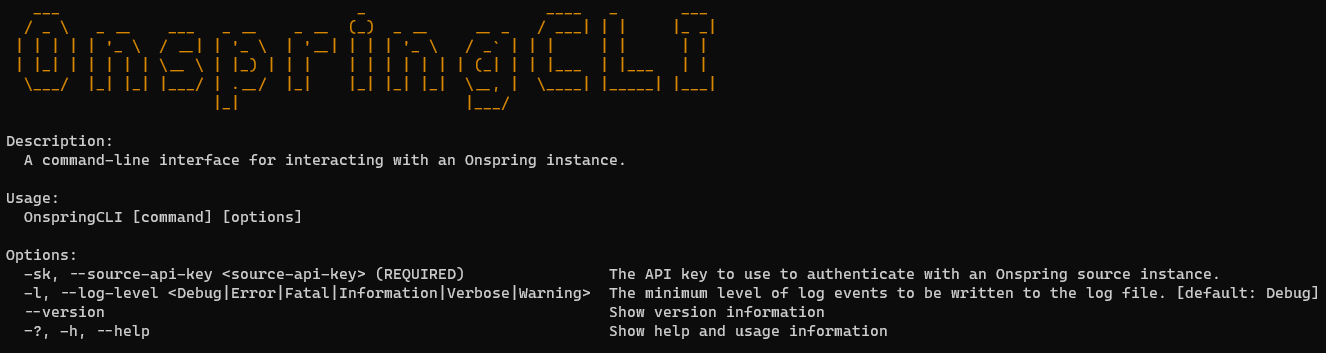 OnspringCLI
Description:
A command-line interface for interacting with an Onspring instance.
Usage:
OnspringCLI [command] [options]
Options:
-sk, --source-api-key <source-api-key> (REQUIRED) The API key to use to authenticate with an Onspring source instance.
-l, --log-level <Debug|Error|Fatal|Information|Verbose|Warning> The minimum level of log events to be written to the log file. [default: Debug]
--version Show version information
-?, -h, --help Show help and usage information